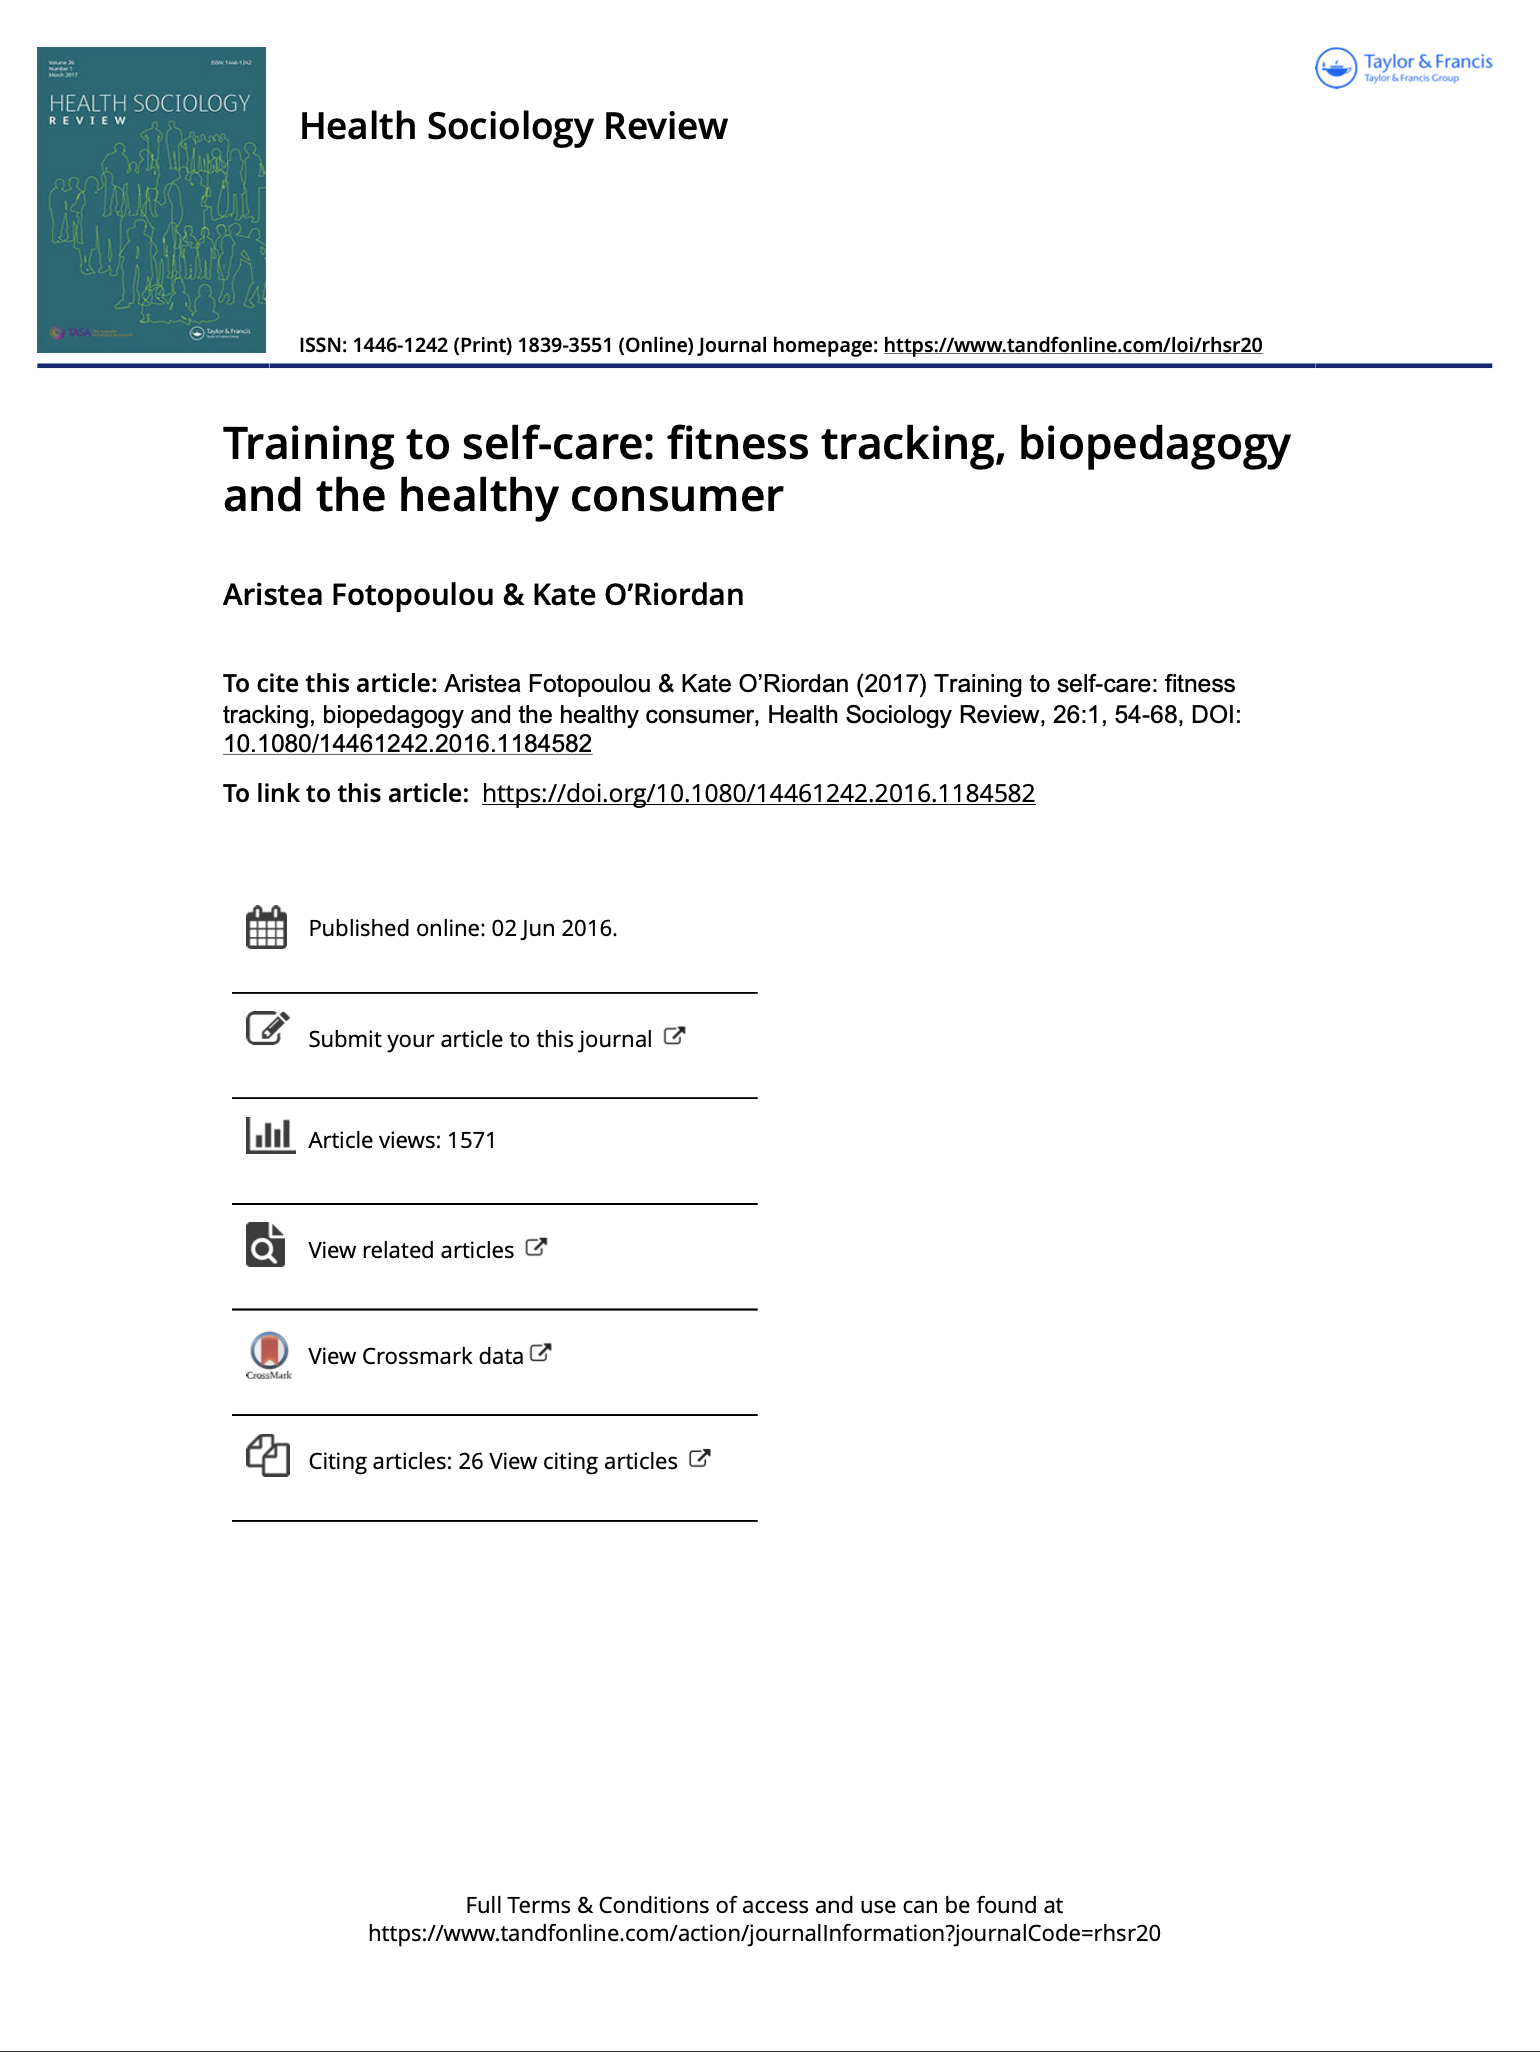 Volume 26
Number 1
March 2017
ISSN: 1446-1242
HEALTH SOCIOLOGY
REVIEW
TASA
Taylor & Francis
Taylor & Francis Group
Taylor & Francis
Taylor & Francis Group
Health Sociology Review
ISSN: 1446-1242 (Print) 1839-3551 (Online) Journal homepage: https://www.tandfonline.com/loi/rhsr20
Training to self-care: fitness tracking, biopedagogy
and the healthy consumer
Aristea Fotopoulou & Kate O’Riordan
To cite this article: Aristea Fotopoulou & Kate O’Riordan (2017) Training to self-care: fitness
tracking, biopedagogy and the healthy consumer, Health Sociology Review, 26:1, 54-68, DOI:
10.1080/14461242.2016.1184582
To link to this article: https://doi.org/10.1080/14461242.2016.1184582
Published online: 02 Jun 2016.
Submit your article to this journal
Article views: 1571
View related articles
CrossMark
View Crossmark data
Citing articles: 26 View citing articles
Full Terms & Conditions of access and use can be found at
https://www.tandfonline.com/action/journalInformation?journalCode=rhsr20